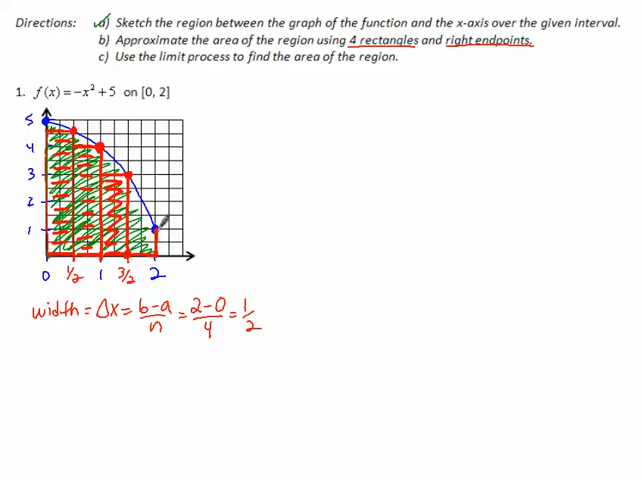 Directions: a) Sketch the region between the graph of the function and the x-axis over the given interval.
b) Approximate the area of the region using 4 rectangles and right endpoints.
c) Use the limit process to find the area of the region.
1. f(x) = −x² + 5 on [0, 2]
5
4
3
2
1
0 1/2 1 3/2 2
width = Δx = b-a/n = 2-0/4 = 1/2